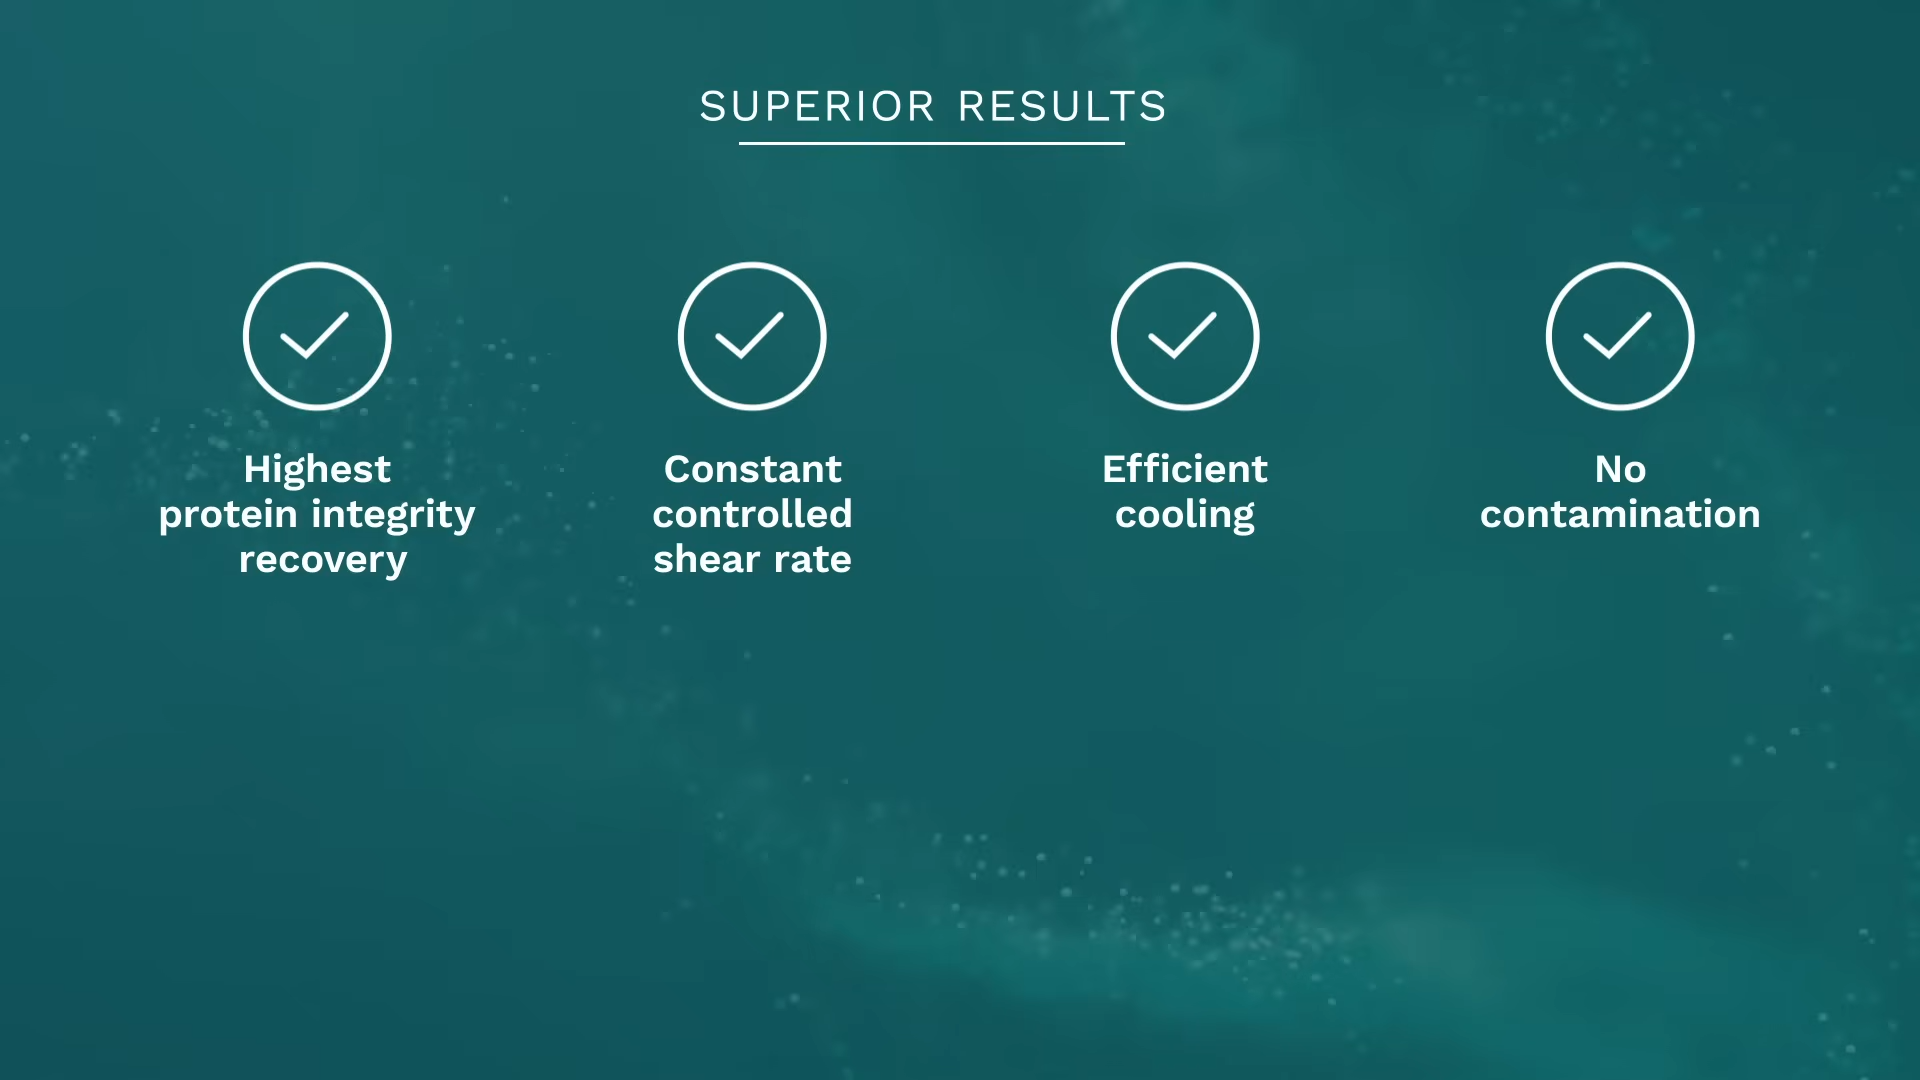 SUPERIOR RESULTS
Highest
protein integrity
recovery
Constant
controlled
shear rate
Efficient
cooling
No
contamination